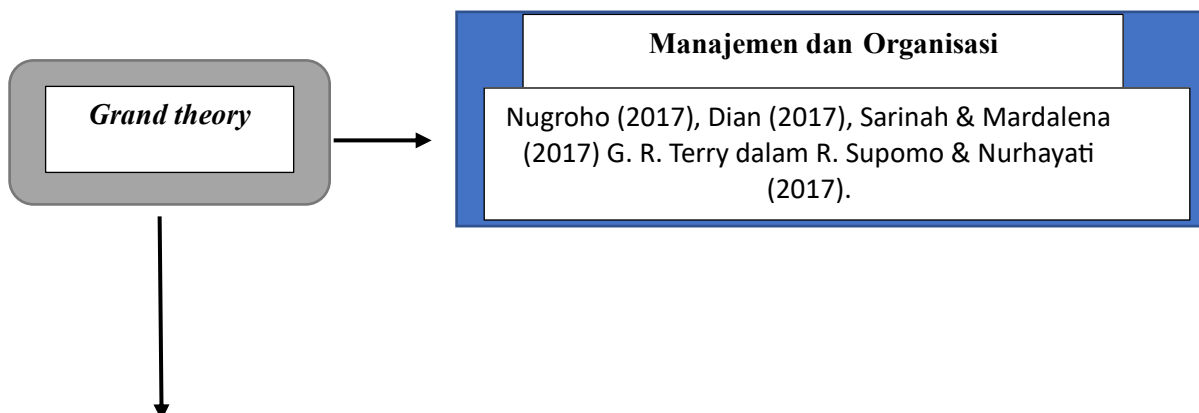 Grand theory
Manajemen dan Organisasi
Nugroho (2017), Dian (2017), Sarinah & Mardalena
(2017) G. R. Terry dalam R. Supomo & Nurhayati
(2017).